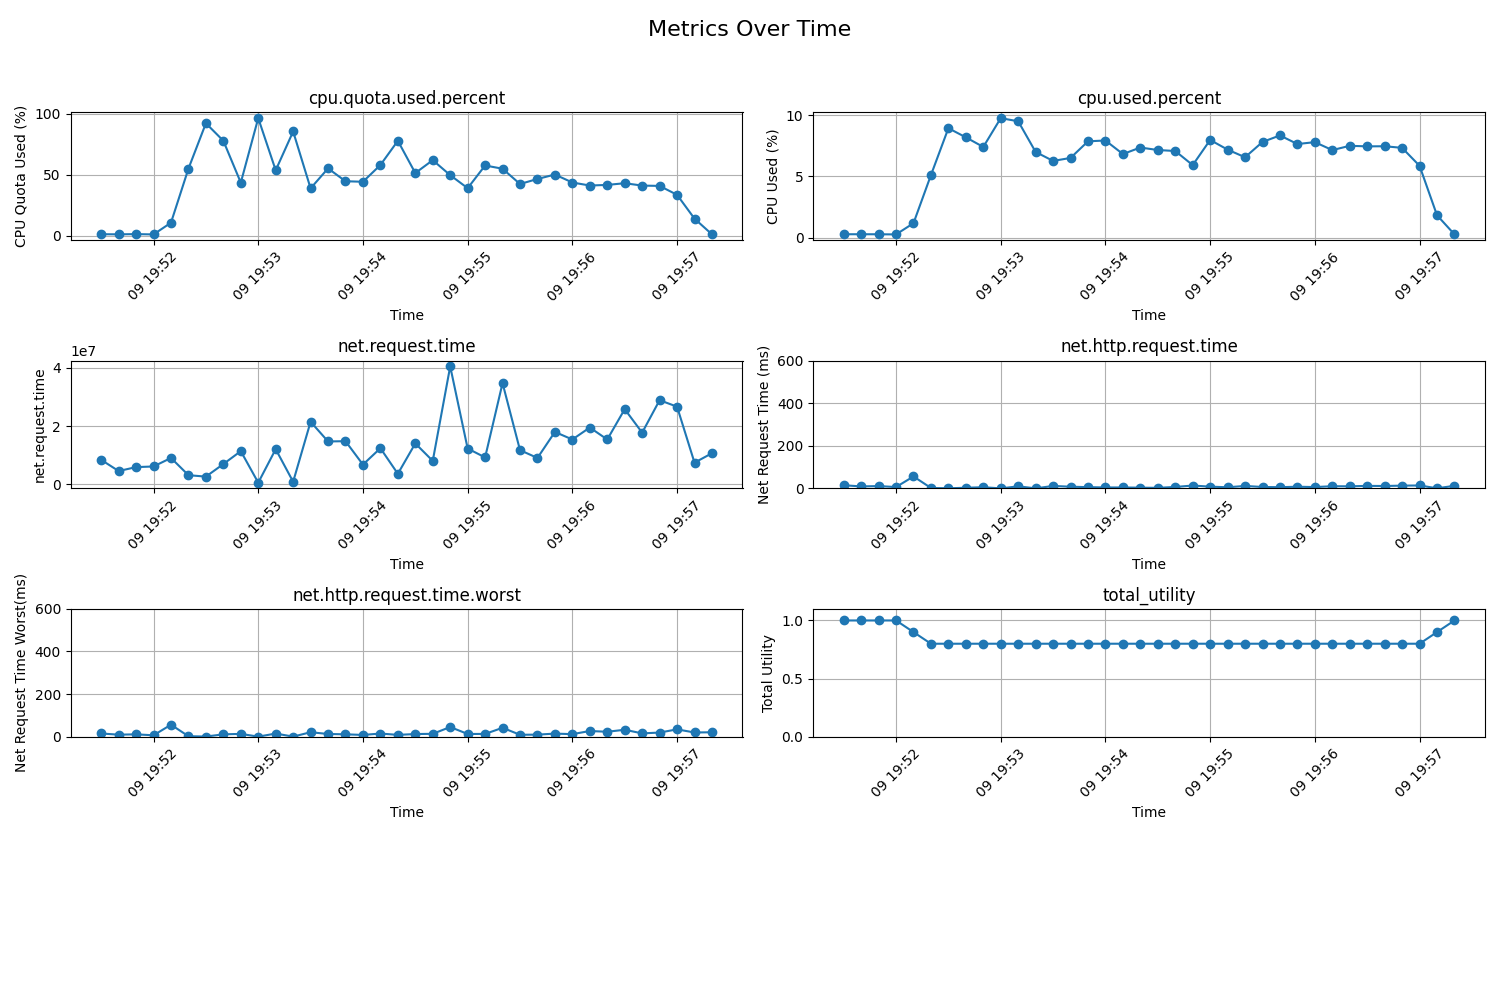 Metrics Over Time
cpu.quota.used.percent
CPU Quota Used (%)
100
50
0
09 19:52
09 19:53
09 19:54
09 19:55
09 19:56
09 19:57
Time
cpu.used.percent
CPU Used (%)
10
5
0
09 19:52
09 19:53
09 19:54
09 19:55
09 19:56
09 19:57
Time
net.request.time
1e7
net.request.time
4
2
0
09 19:52
09 19:53
09 19:54
09 19:55
09 19:56
09 19:57
Time
net.http.request.time
Net Request Time (ms)
600
400
200
0
09 19:52
09 19:53
09 19:54
09 19:55
09 19:56
09 19:57
Time
net.http.request.time.worst
Net Request Time Worst(ms)
600
400
200
0
09 19:52
09 19:53
09 19:54
09 19:55
09 19:56
09 19:57
Time
total_utility
Total Utility
1.0
0.5
0.0
09 19:52
09 19:53
09 19:54
09 19:55
09 19:56
09 19:57
Time